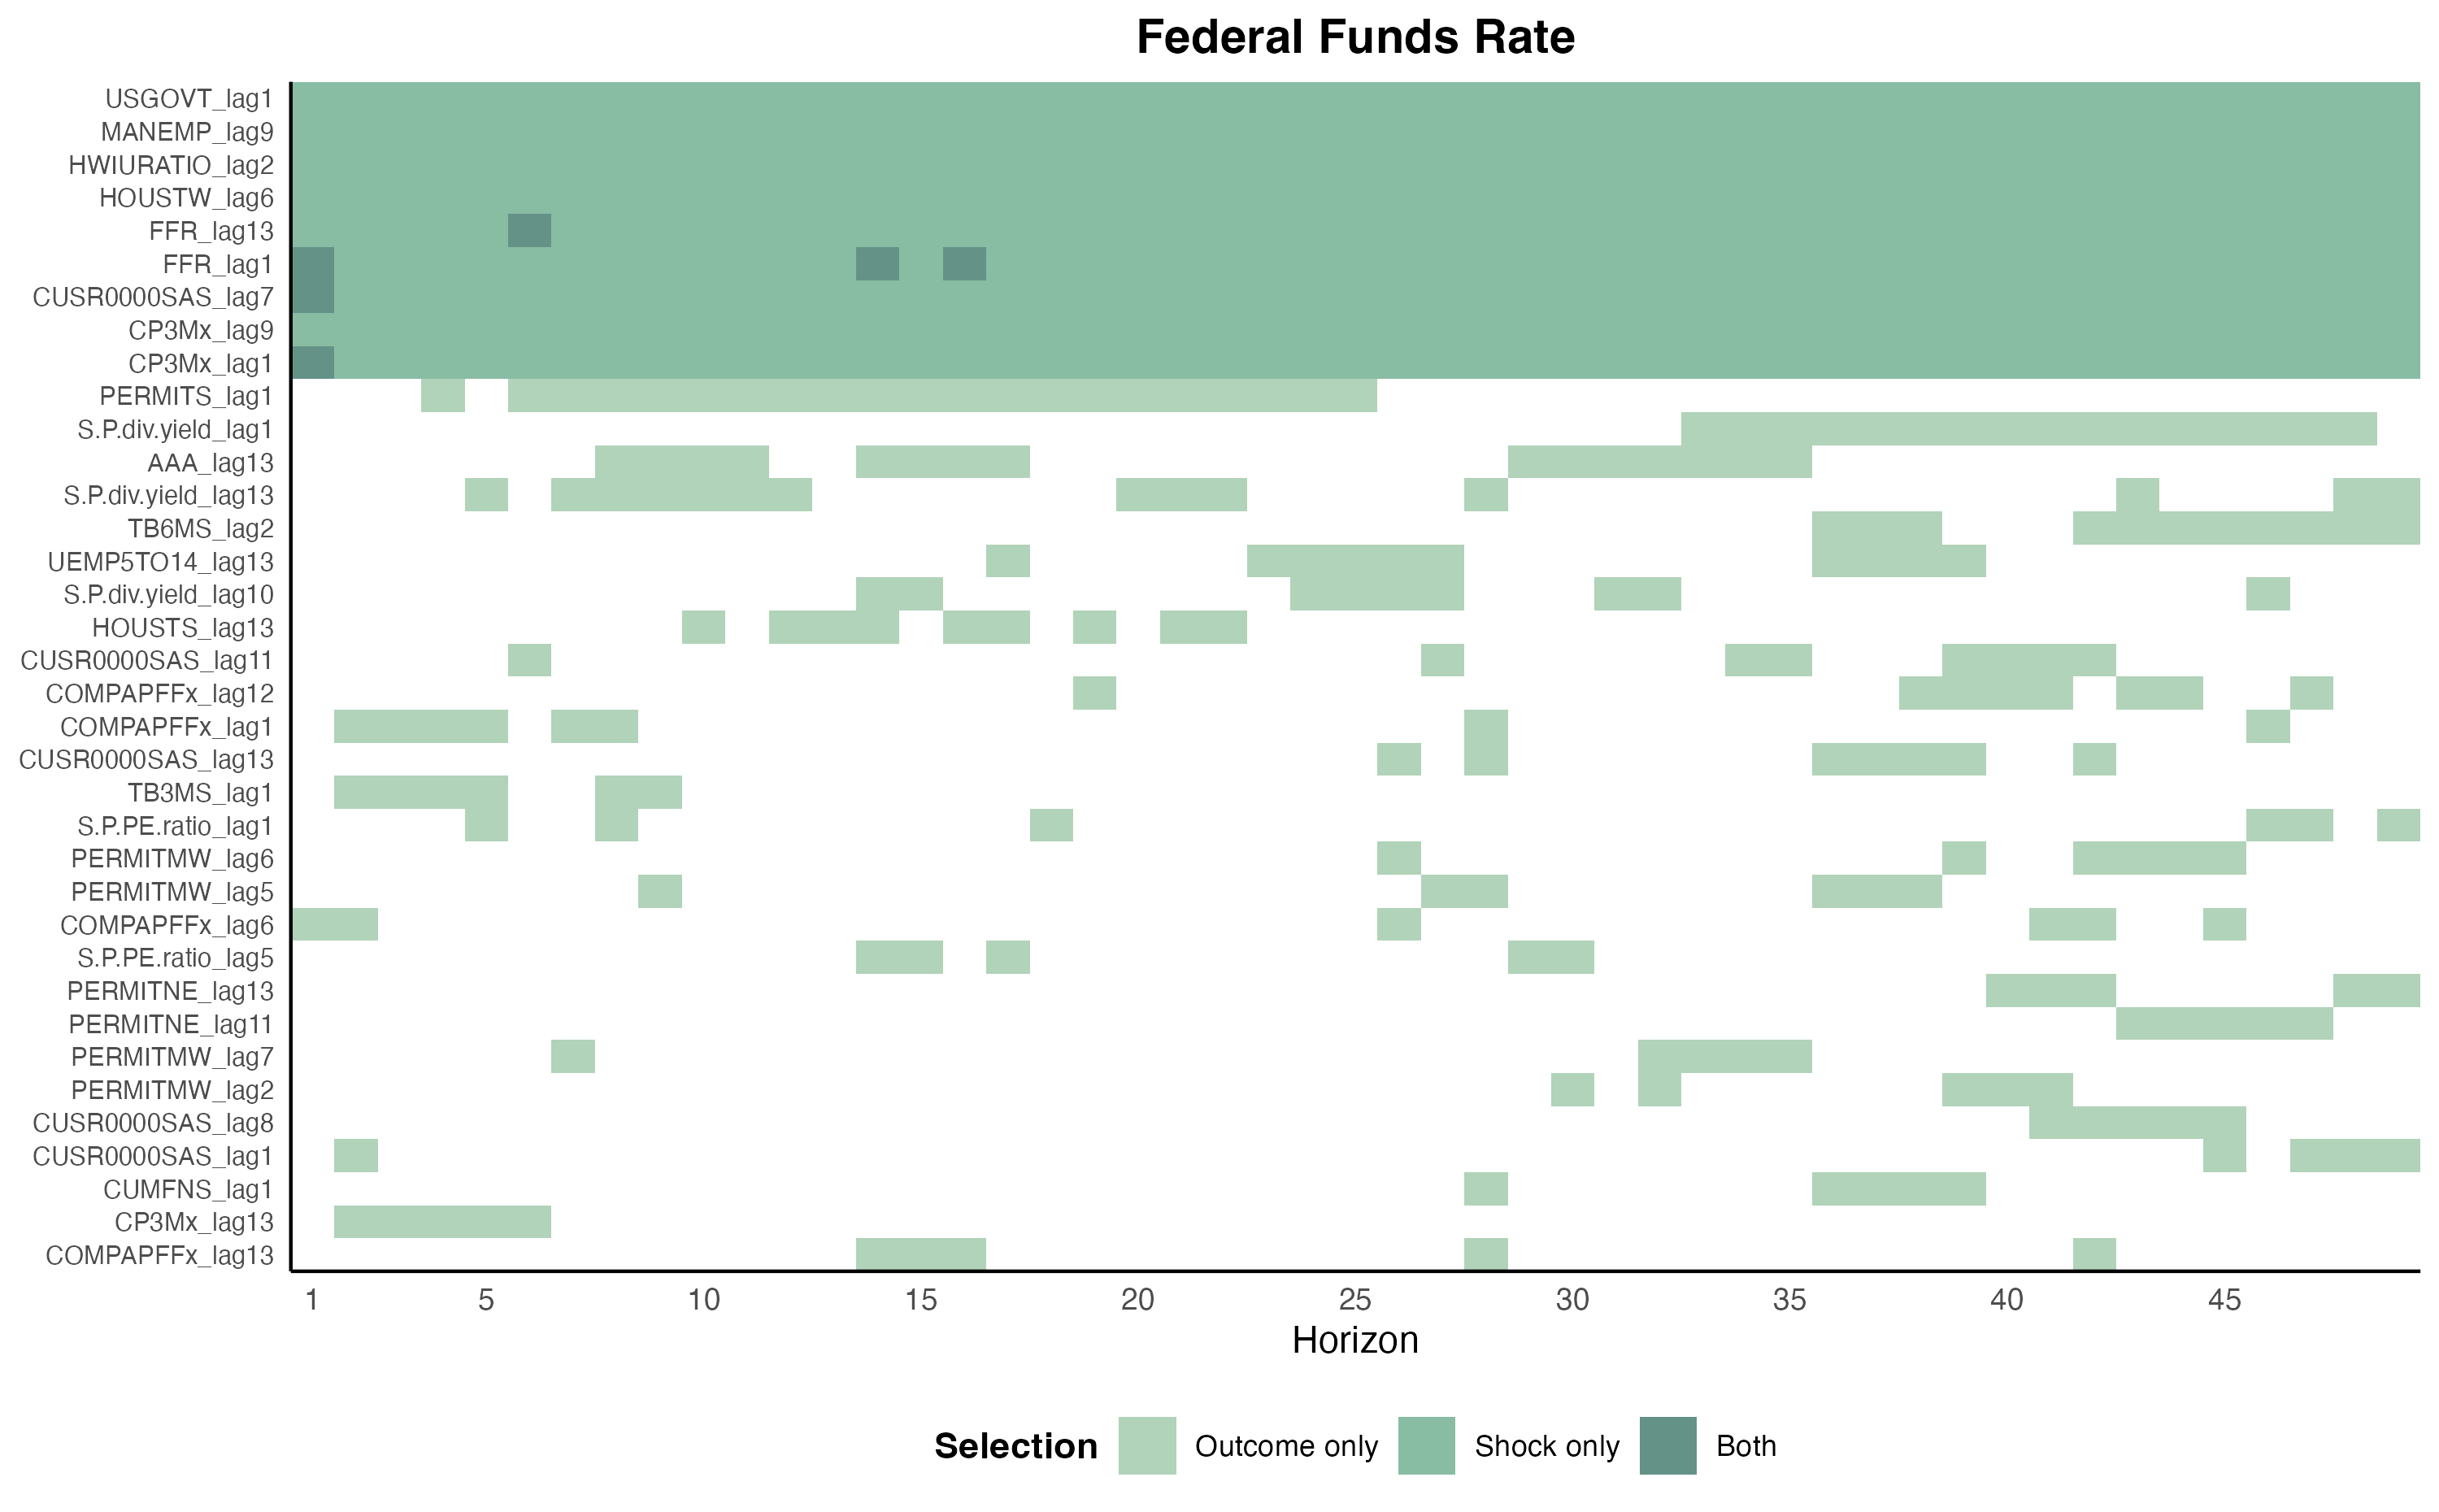 Federal Funds Rate
USGOVT_lag1
MANEMP_lag9
HWIURATIO_lag2
HOUSTW_lag6
FFR_lag13
FFR_lag1
CUSR0000SAS_lag7
CP3Mx_lag9
CP3Mx_lag1
PERMITS_lag1
S.P.div.yield_lag1
AAA_lag13
S.P.div.yield_lag13
TB6MS_lag2
UEMP5TO14_lag13
S.P.div.yield_lag10
HOUSTS_lag13
CUSR0000SAS_lag11
COMPAPFFx_lag12
COMPAPFFx_lag1
CUSR0000SAS_lag13
TB3MS_lag1
S.P.PE.ratio_lag1
PERMITMW_lag6
PERMITMW_lag5
COMPAPFFx_lag6
S.P.PE.ratio_lag5
PERMITNE_lag13
PERMITNE_lag11
PERMITMW_lag7
PERMITMW_lag2
CUSR0000SAS_lag8
CUSR0000SAS_lag1
CUMFNS_lag1
CP3Mx_lag13
COMPAPFFx_lag13
1 5 10 15 20 25 30 35 40 45
Horizon
Selection Outcome only Shock only Both